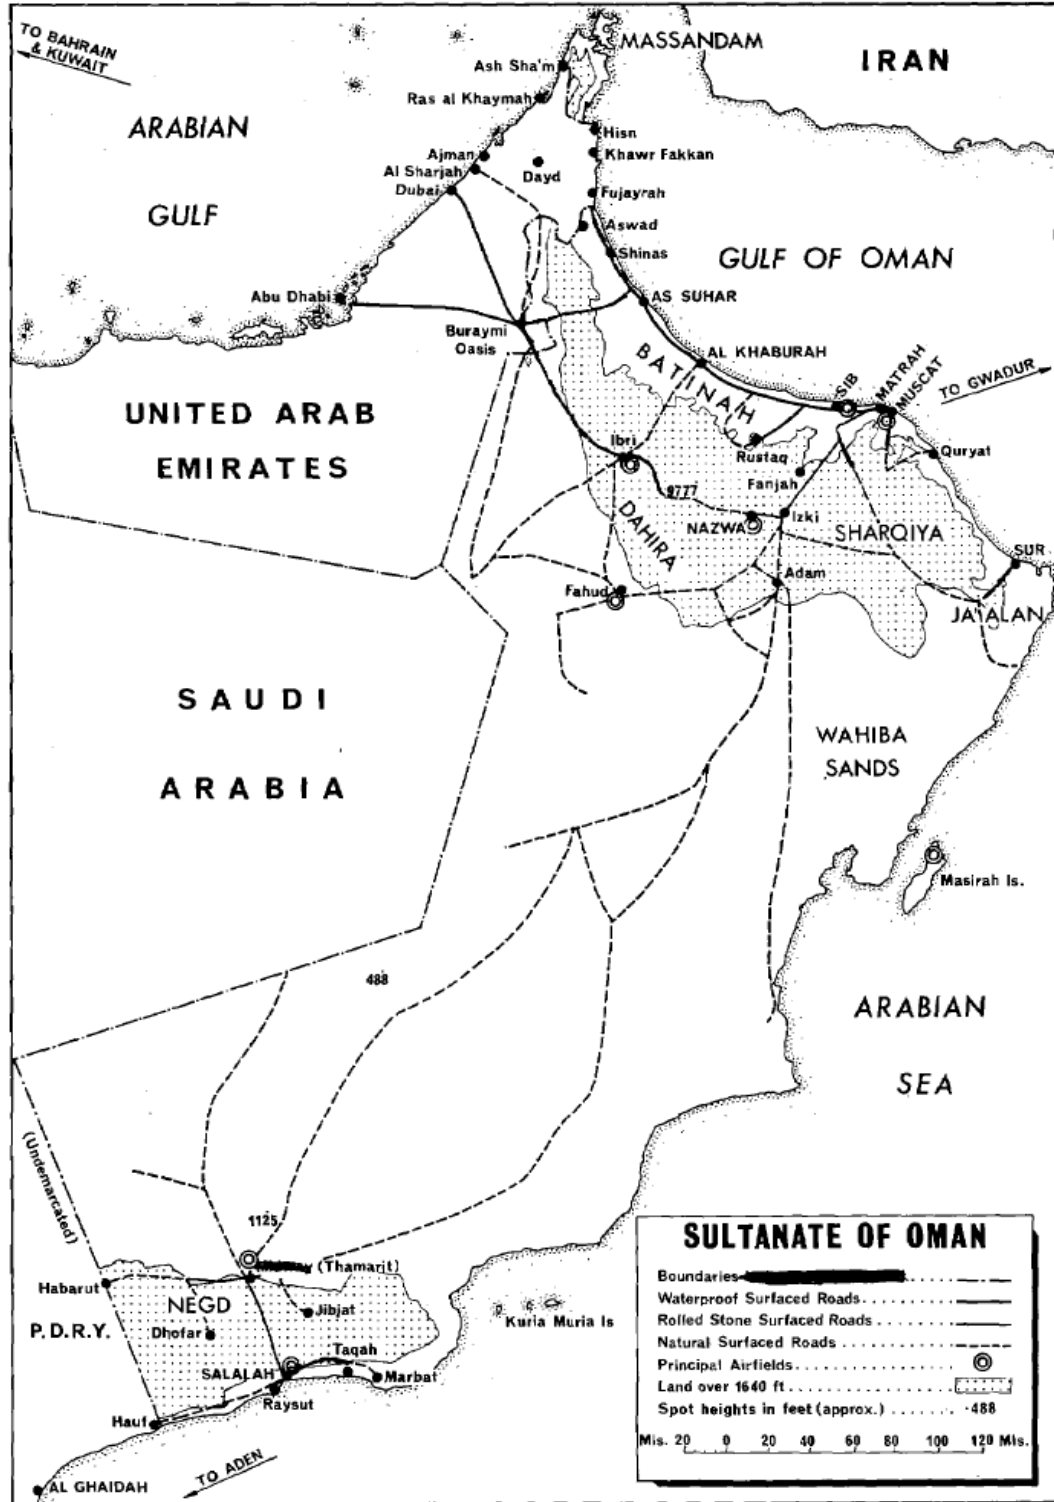 TO BAHRAIN
& KUWAIT
MASSANDAM
IRAN
Ash Sha'm
Ras al Khaymah
ARABIAN
GULF
Hisn
Khawr Fakkan
Ajman
Al Sharjah
Dubai
Dayd
Fujayrah
Aswad
Shinas
GULF OF OMAN
Abu Dhabi
AS SUHAR
Buraymi
Oasis
AL KHABURAH
BATINAH
SIB
MATRAH
MUSCAT
TO GWADUR
UNITED ARAB
EMIRATES
Ibri
Rustaq
Quryat
Fanjah
9777
DAHIRA
NAZWA
Izki
SHARQIYA
SUR
Adam
Fahud
JA'ALAN
SAUDI
ARABIA
WAHIBA
SANDS
Masirah Is.
488
ARABIAN
SEA
(Undemarcated)
1125
(Thamarit)
Habarut
NEGD
Jibjat
Kuria Muria Is
P.D.R.Y.
Dhofar
Taqah
SALALAH
Marbat
Raysut
Hauf
TO ADEN
AL GHAIDAH
SULTANATE OF OMAN
Boundaries
Waterproof Surfaced Roads
Rolled Stone Surfaced Roads
Natural Surfaced Roads
Principal Airfields
Land over 1640 ft
Spot heights in feet (approx.) ·488
Mls. 20 0 20 40 60 80 100 120 Mls.